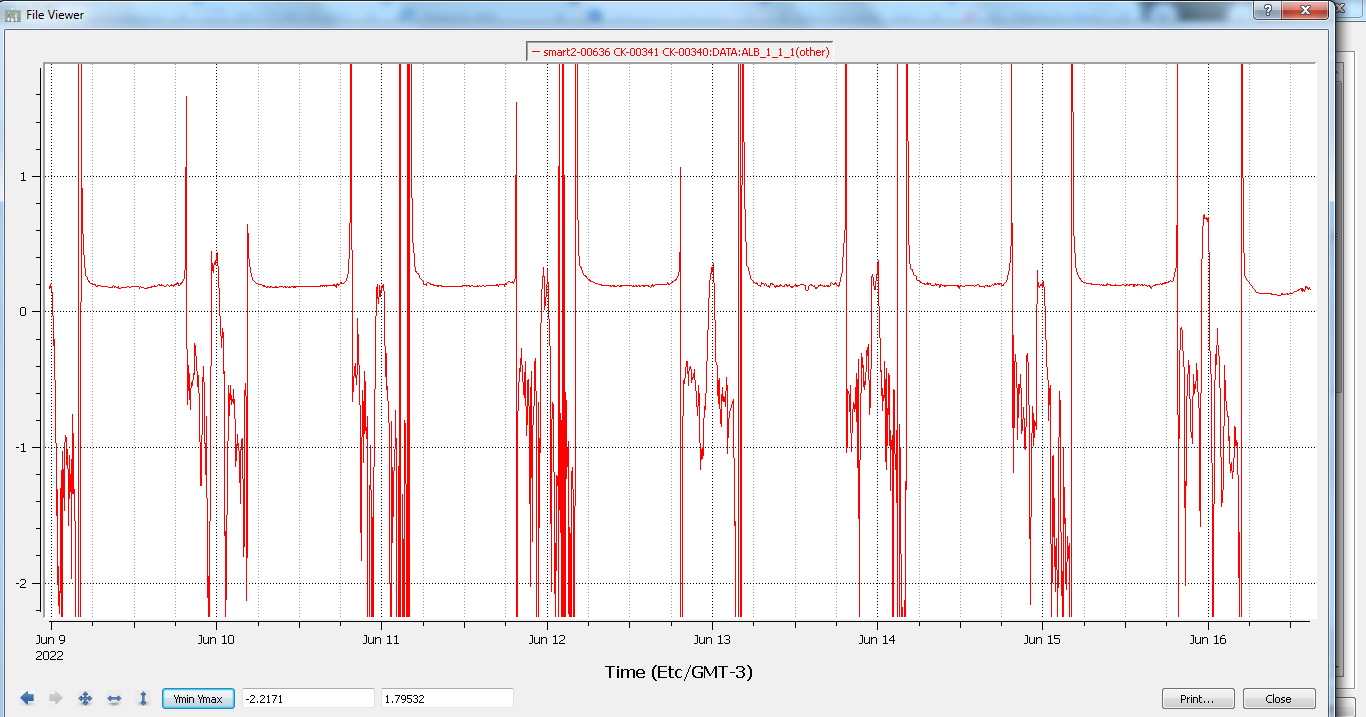 File Viewer
smart2-00636 CK-00341 CK-00340:DATA:ALB_1_1_1(other)
1
0
-1
-2
Jun 9 Jun 10 Jun 11 Jun 12 Jun 13 Jun 14 Jun 15 Jun 16
2022
Time (Etc/GMT-3)
Ymin Ymax -2.2171 1.79532 Print... Close